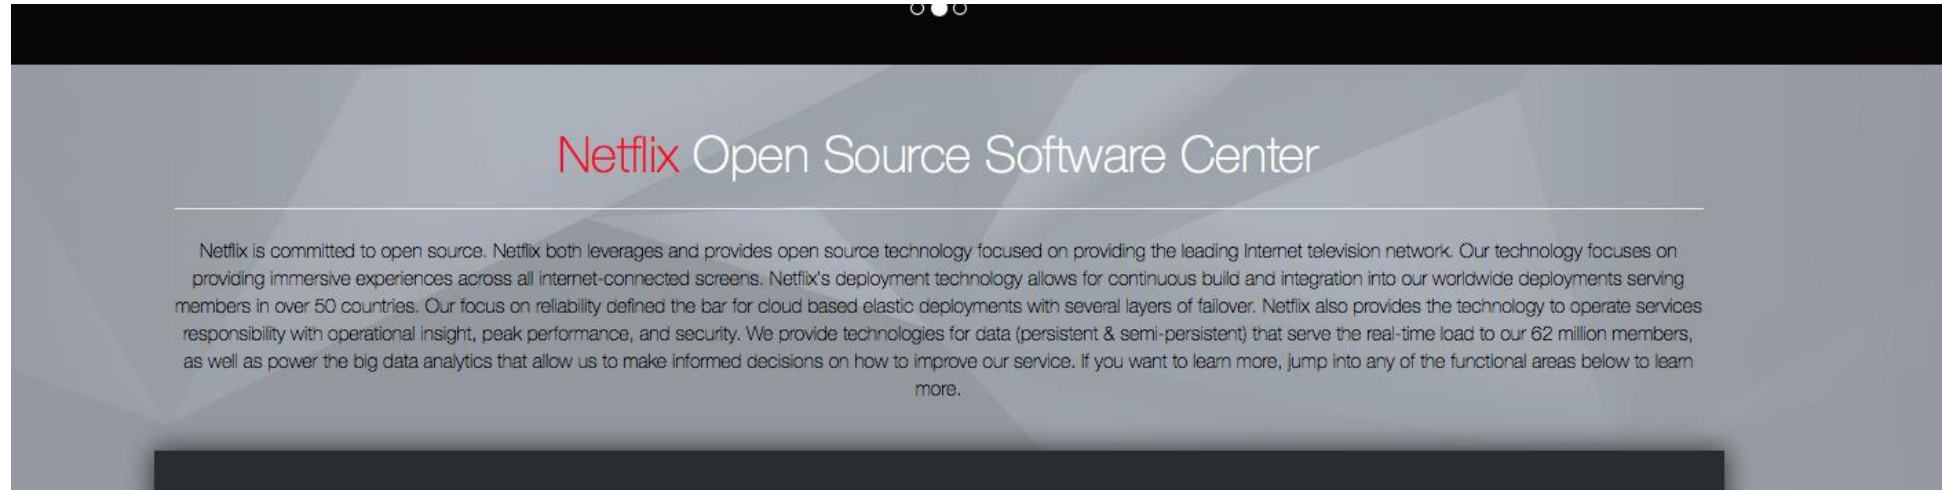 Netflix Open Source Software Center
Netflix is committed to open source. Netflix both leverages and provides open source technology focused on providing the leading Internet television network. Our technology focuses on
providing immersive experiences across all internet-connected screens. Netflix's deployment technology allows for continuous build and integration into our worldwide deployments serving
members in over 50 countries. Our focus on reliability defined the bar for cloud based elastic deployments with several layers of failover. Netflix also provides the technology to operate services
responsibility with operational insight, peak performance, and security. We provide technologies for data (persistent & semi-persistent) that serve the real-time load to our 62 million members,
as well as power the big data analytics that allow us to make informed decisions on how to improve our service. If you want to learn more, jump into any of the functional areas below to learn
more.